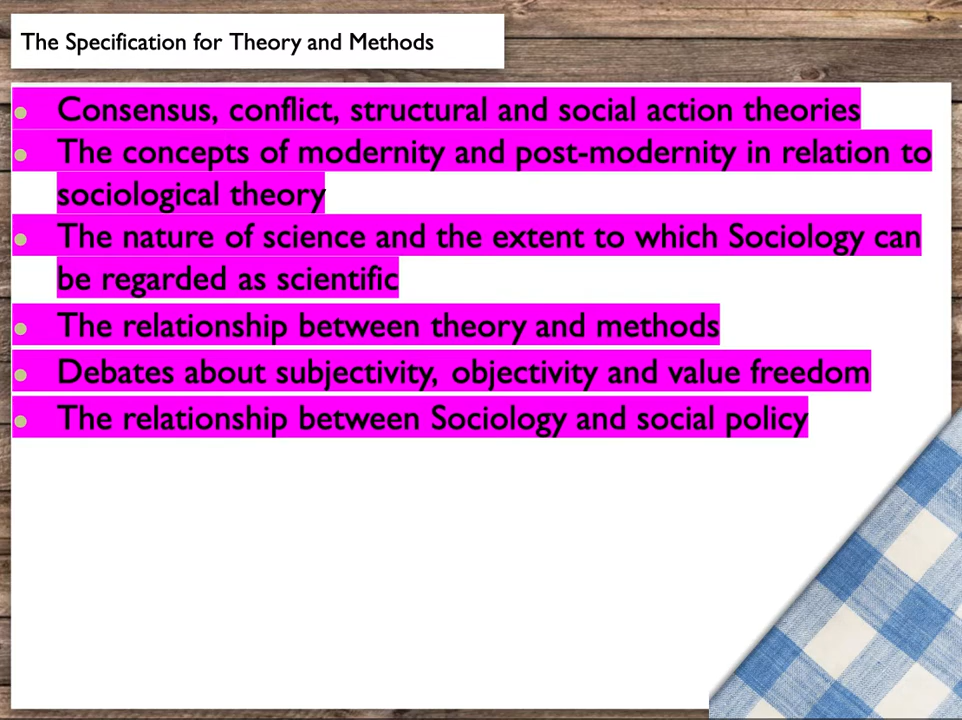 The Specification for Theory and Methods
Consensus, conflict, structural and social action theories
The concepts of modernity and post-modernity in relation to
sociological theory
The nature of science and the extent to which Sociology can
be regarded as scientific
The relationship between theory and methods
Debates about subjectivity, objectivity and value freedom
The relationship between Sociology and social policy